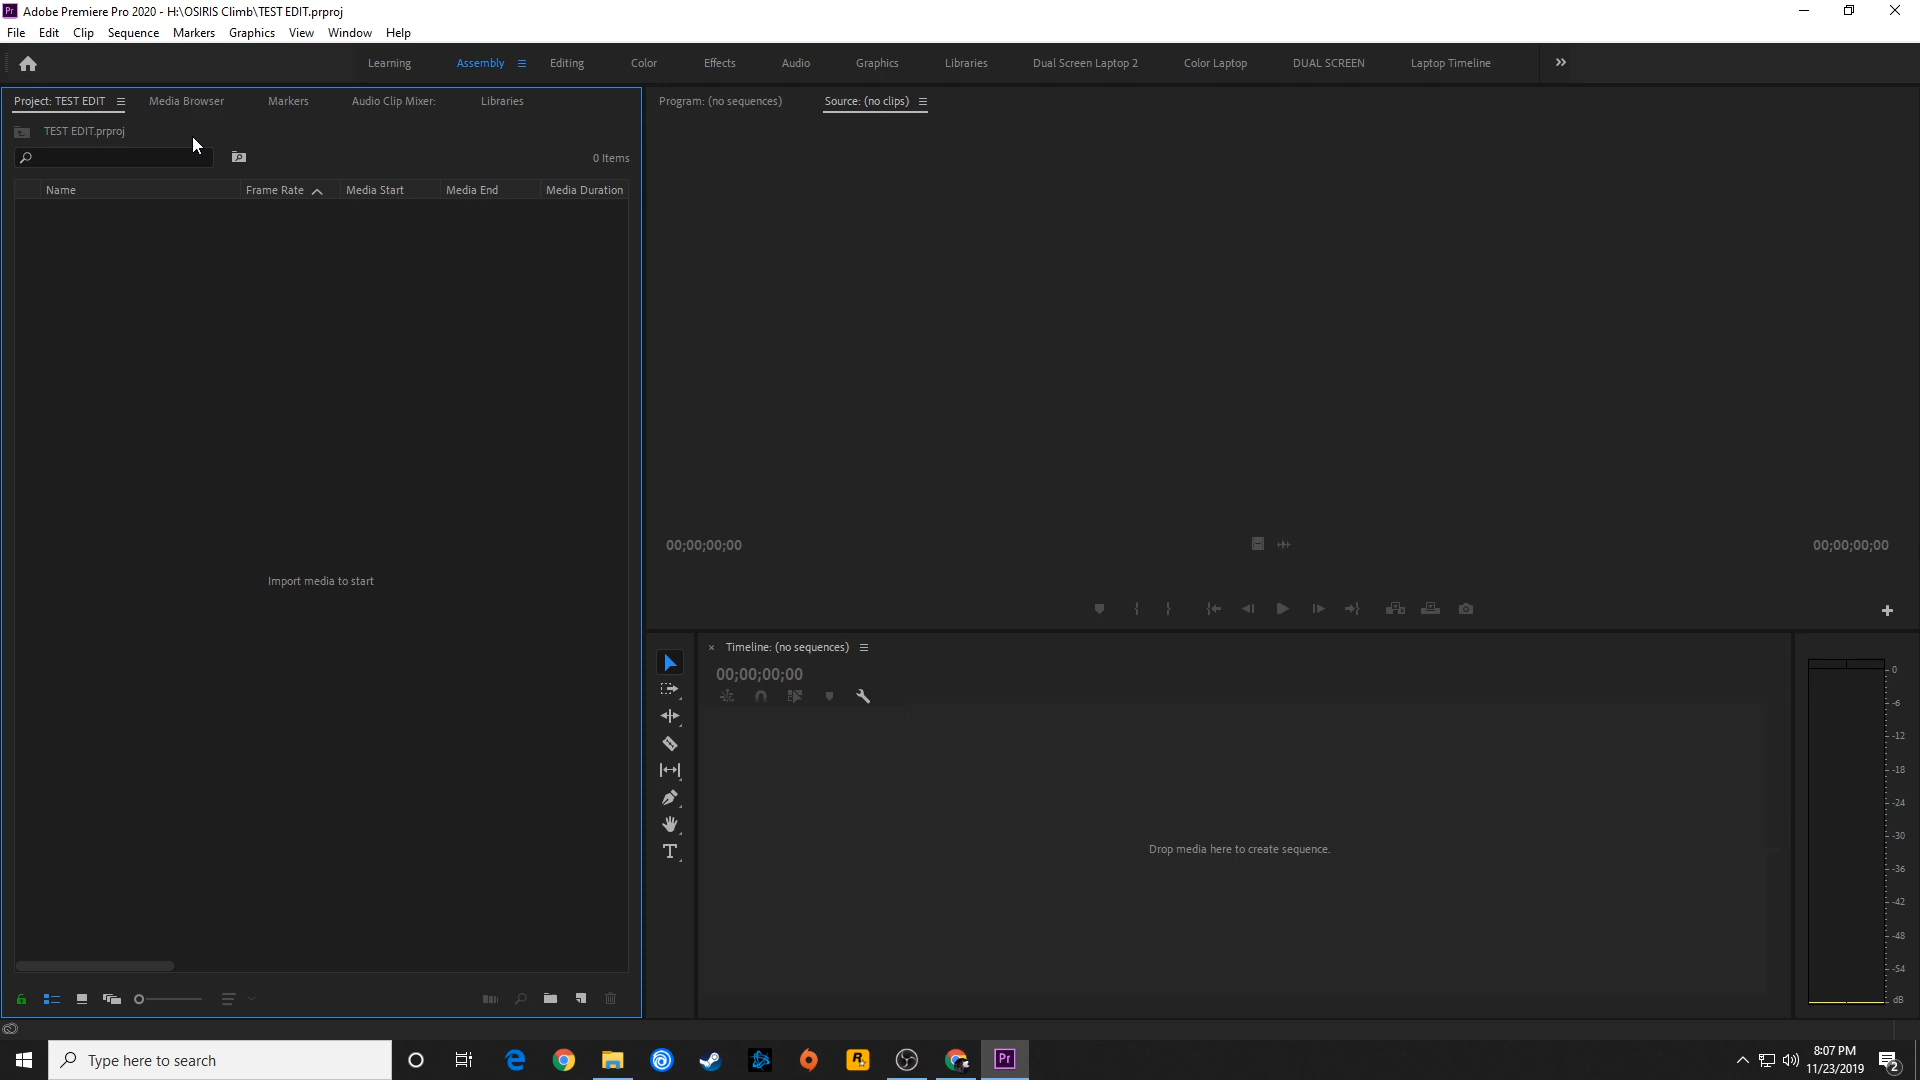 Adobe Premiere Pro 2020 - H:\OSIRIS Climb\TEST EDIT.prproj
File Edit Clip Sequence Markers Graphics View Window Help
Learning Assembly Editing Color Effects Audio Graphics Libraries Dual Screen Laptop 2 Color Laptop DUAL SCREEN Laptop Timeline
Project: TEST EDIT Media Browser Markers Audio Clip Mixer: Libraries
Program: (no sequences) Source: (no clips)
TEST EDIT.prproj
0 Items
Name Frame Rate Media Start Media End Media Duration
Import media to start
00;00;00;00 00;00;00;00
Timeline: (no sequences)
00;00;00;00
Drop media here to create sequence.
0
-6
-12
-18
-24
-30
-36
-42
-48
-54
dB
Type here to search
8:07 PM
11/23/2019
2